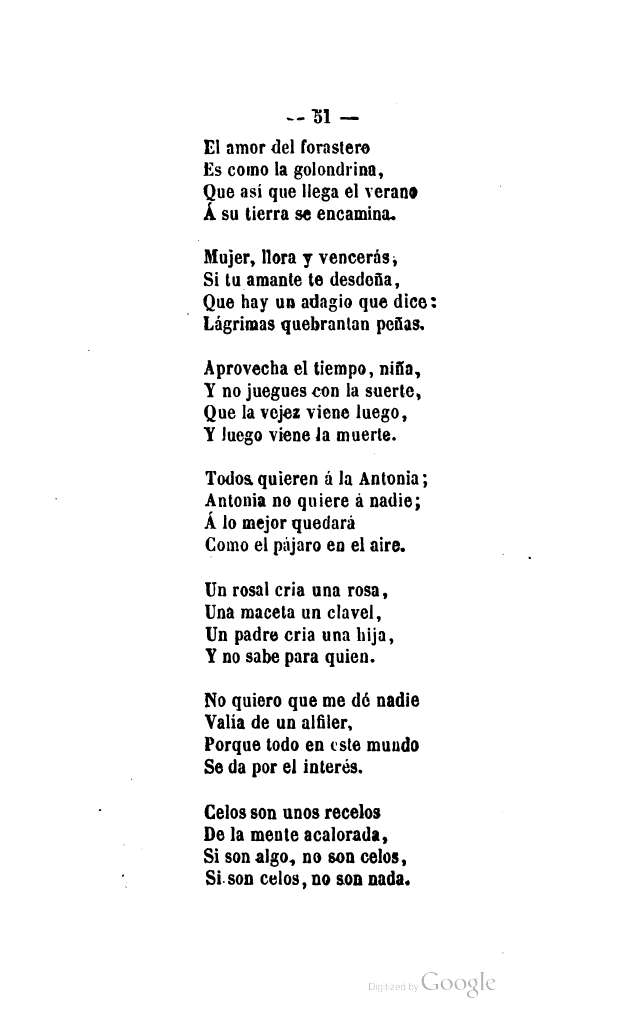 -- 51 —
El amor del forastero
Es como la golondrina,
Que así que llega el verano
Á su tierra se encamina.
Mujer, llora y vencerás;
Si tu amante te desdeña,
Que hay un adagio que dice:
Lágrimas quebrantan peñas.
Aprovecha el tiempo, niña,
Y no juegues con la suerte,
Que la vejez viene luego,
Y luego viene la muerte.
Todos quieren á la Antonia;
Antonia no quiere á nadie;
Á lo mejor quedará
Como el pájaro en el aire.
Un rosal cria una rosa,
Una maceta un clavel,
Un padre cria una hija,
Y no sabe para quien.
No quiero que me dé nadie
Valía de un alfiler,
Porque todo en este mundo
Se da por el interés.
Celos son unos recelos
De la mente acalorada,
Si son algo, no son celos,
Si son celos, no son nada.
Digitized by Google